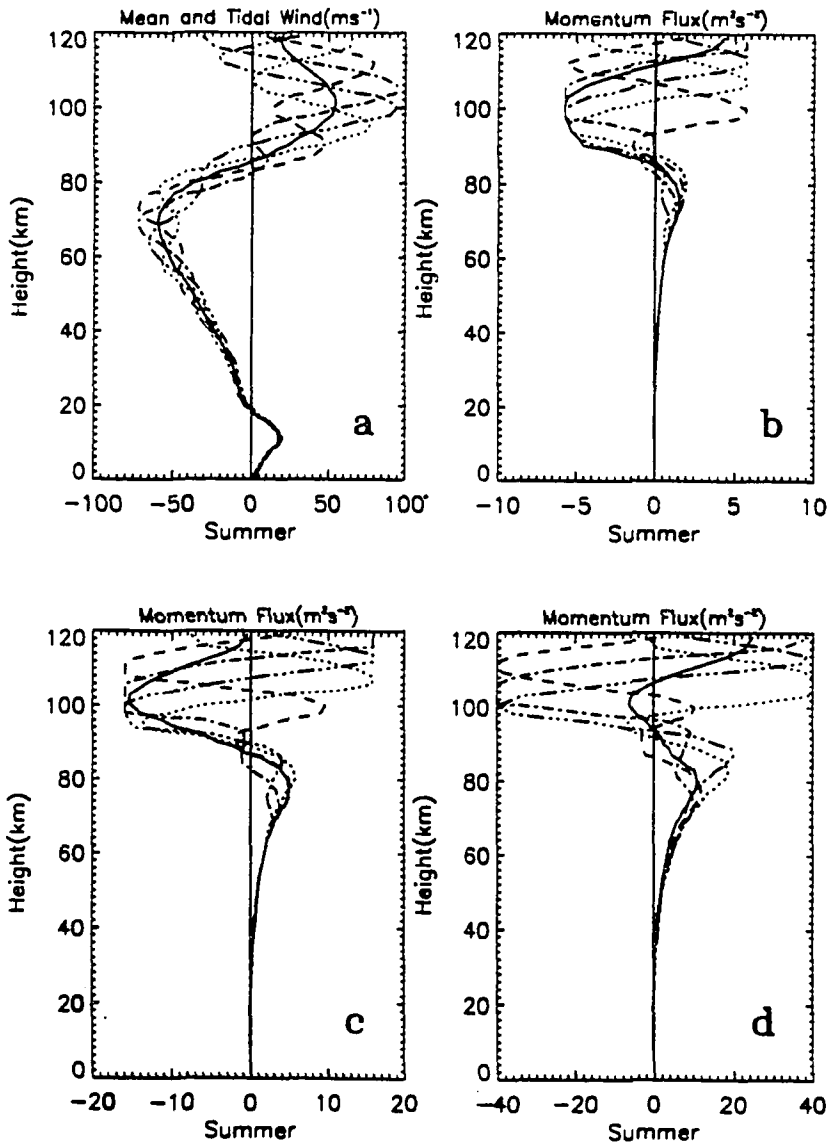 Mean and Tidal Wind(ms⁻¹)
120
100
80
60
40
20
0
Height(km)
-100 -50 0 50 100
Summer
a
Momentum Flux(m²s⁻²)
120
100
80
60
40
20
0
Height(km)
-10 -5 0 5 10
Summer
b
Momentum Flux(m²s⁻²)
120
100
80
60
40
20
0
Height(km)
-20 -10 0 10 20
Summer
c
Momentum Flux(m²s⁻²)
120
100
80
60
40
20
0
Height(km)
-40 -20 0 20 40
Summer
d